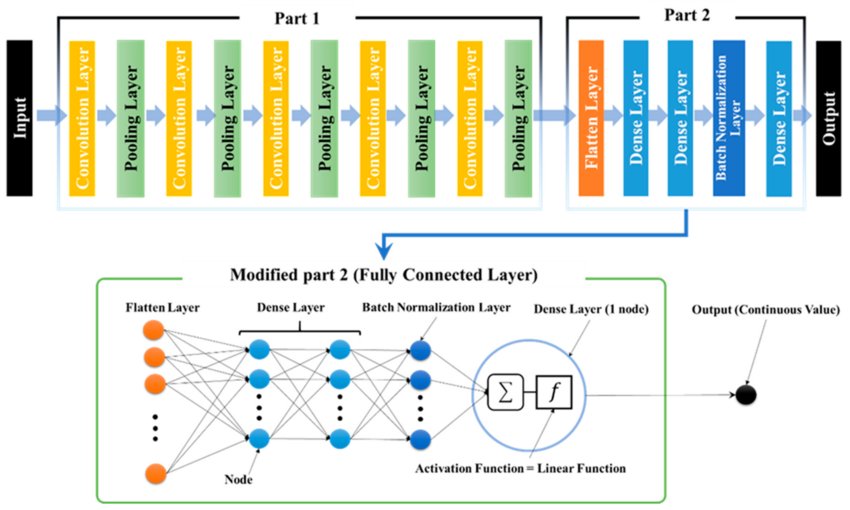 Part 1
Part 2
Input
Convolution Layer
Pooling Layer
Convolution Layer
Pooling Layer
Convolution Layer
Pooling Layer
Convolution Layer
Pooling Layer
Convolution Layer
Pooling Layer
Flatten Layer
Dense Layer
Dense Layer
Batch Normalization
Layer
Dense Layer
Output
Modified part 2 (Fully Connected Layer)
Flatten Layer
Dense Layer
Batch Normalization Layer
Dense Layer (1 node)
Output (Continuous Value)
∑
f
Node
Activation Function = Linear Function